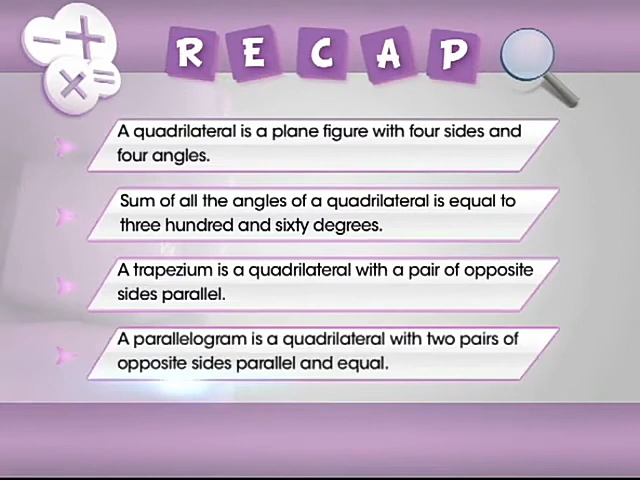 RECAP
A quadrilateral is a plane figure with four sides and
four angles.
Sum of all the angles of a quadrilateral is equal to
three hundred and sixty degrees.
A trapezium is a quadrilateral with a pair of opposite
sides parallel.
A parallelogram is a quadrilateral with two pairs of
opposite sides parallel and equal.